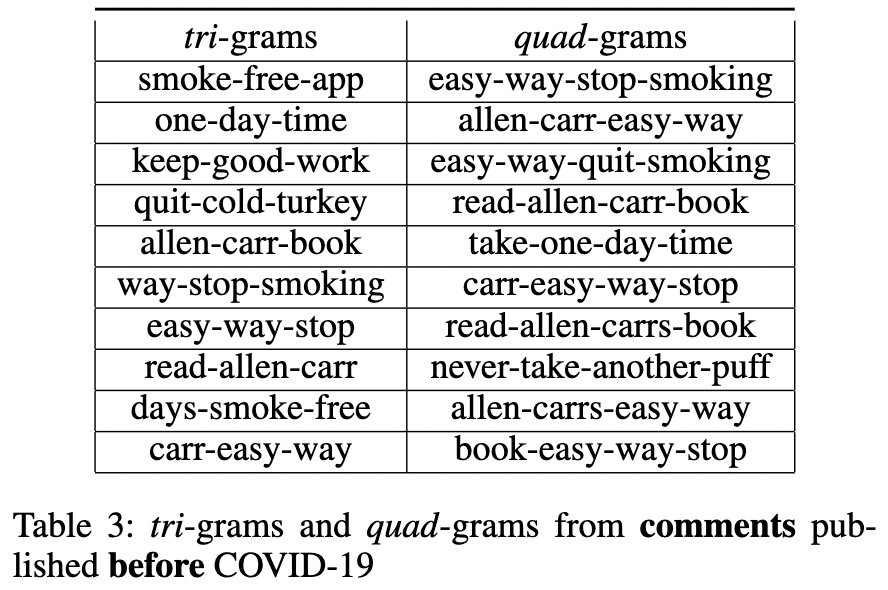 tri-grams quad-grams
smoke-free-app easy-way-stop-smoking
one-day-time allen-carr-easy-way
keep-good-work easy-way-quit-smoking
quit-cold-turkey read-allen-carr-book
allen-carr-book take-one-day-time
way-stop-smoking carr-easy-way-stop
easy-way-stop read-allen-carrs-book
read-allen-carr never-take-another-puff
days-smoke-free allen-carrs-easy-way
carr-easy-way book-easy-way-stop
Table 3: tri-grams and quad-grams from comments pub-
lished before COVID-19